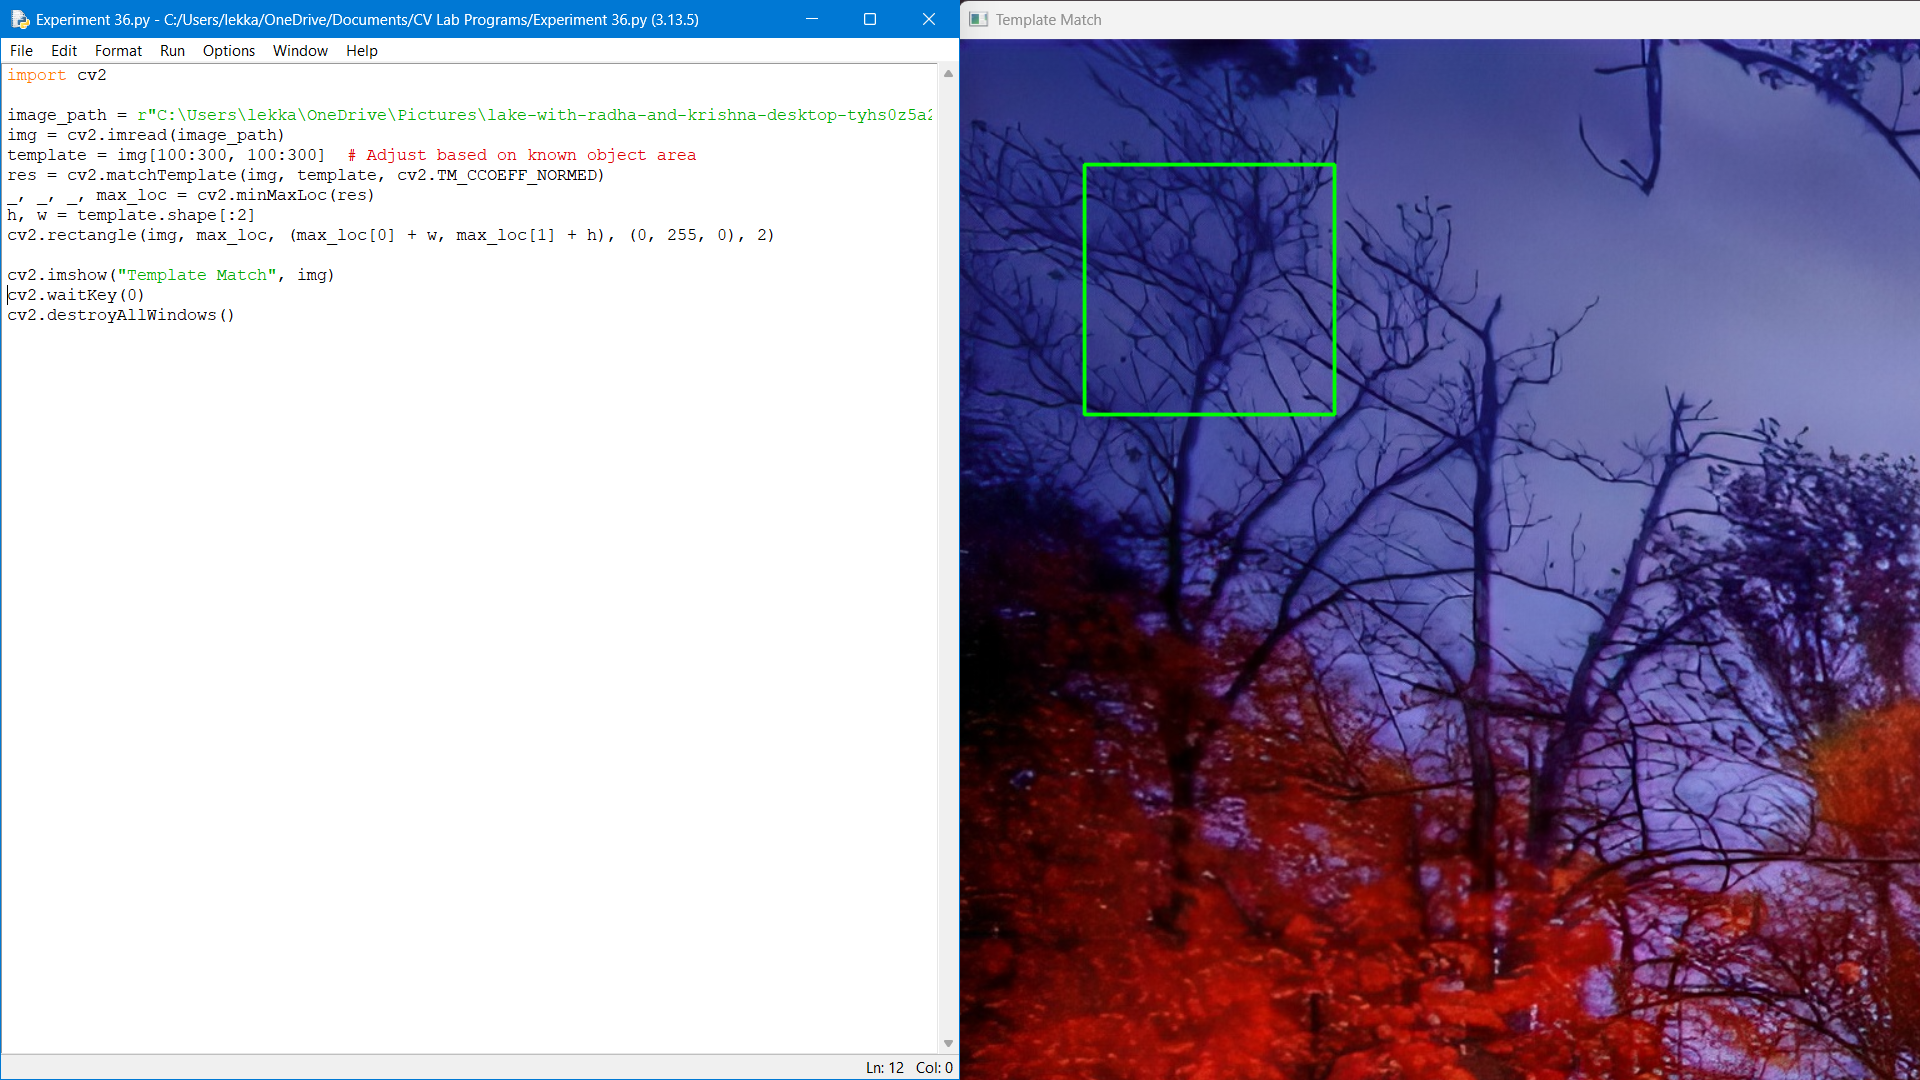 Experiment 36.py - C:/Users/lekka/OneDrive/Documents/CV Lab Programs/Experiment 36.py (3.13.5)
File Edit Format Run Options Window Help
import cv2
image_path = r"C:\Users\lekka\OneDrive\Pictures\lake-with-radha-and-krishna-desktop-tyhs0z5a2
img = cv2.imread(image_path)
template = img[100:300, 100:300]  # Adjust based on known object area
res = cv2.matchTemplate(img, template, cv2.TM_CCOEFF_NORMED)
_, _, _, max_loc = cv2.minMaxLoc(res)
h, w = template.shape[:2]
cv2.rectangle(img, max_loc, (max_loc[0] + w, max_loc[1] + h), (0, 255, 0), 2)
cv2.imshow("Template Match", img)
cv2.waitKey(0)
cv2.destroyAllWindows()
Ln: 12 Col: 0
Template Match